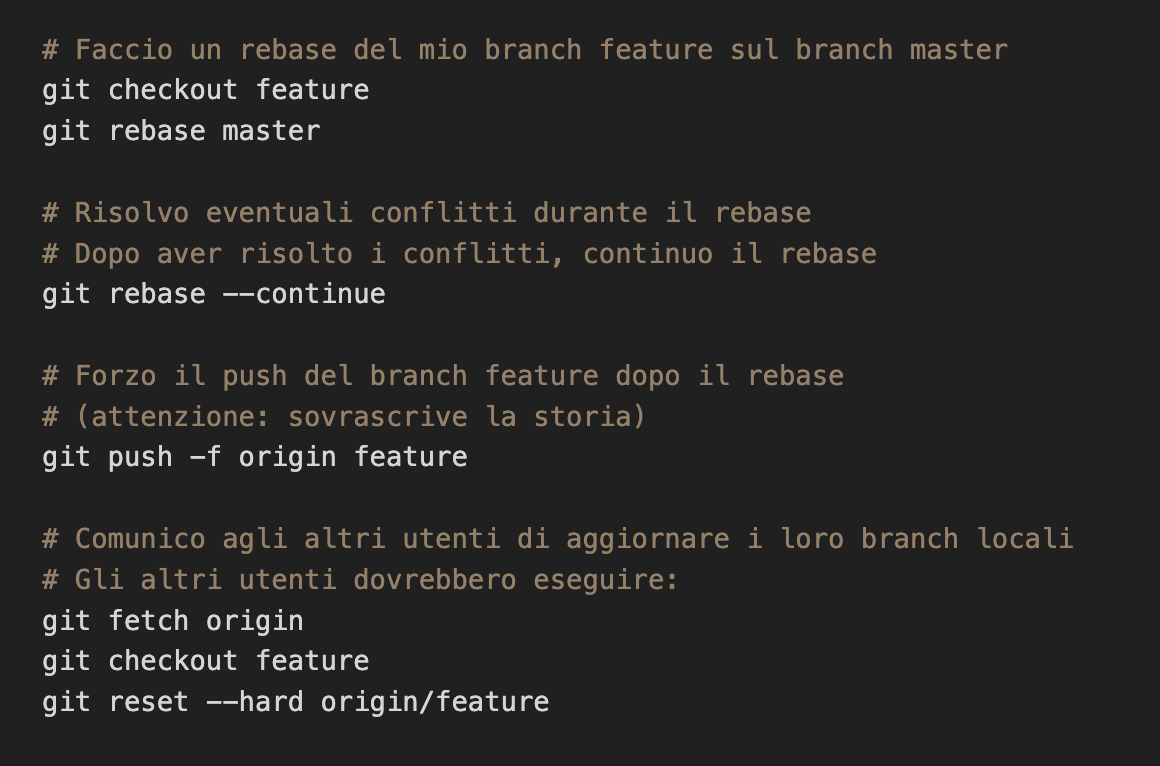 # Faccio un rebase del mio branch feature sul branch master
git checkout feature
git rebase master
# Risolvo eventuali conflitti durante il rebase
# Dopo aver risolto i conflitti, continuo il rebase
git rebase --continue
# Forzo il push del branch feature dopo il rebase
# (attenzione: sovrascrive la storia)
git push -f origin feature
# Comunico agli altri utenti di aggiornare i loro branch locali
# Gli altri utenti dovrebbero eseguire:
git fetch origin
git checkout feature
git reset --hard origin/feature